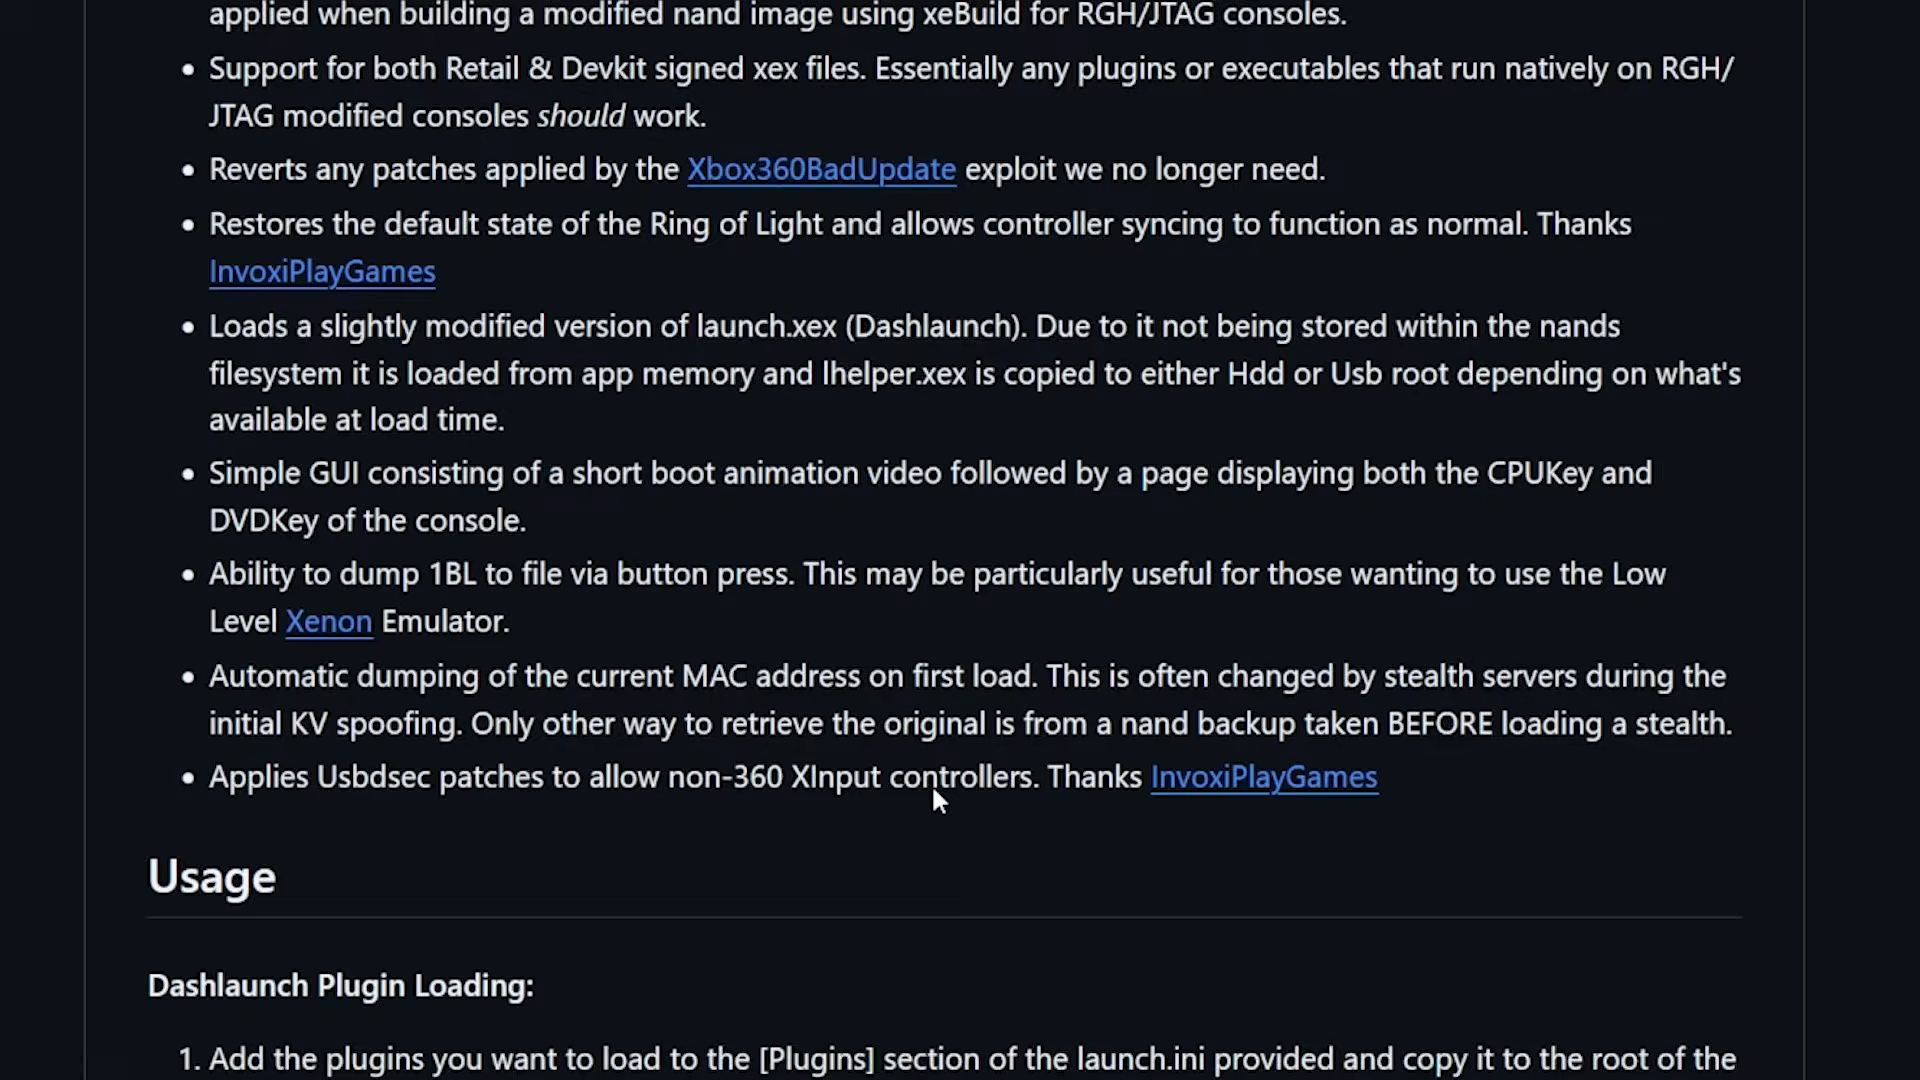 applied when building a modified nand image using xeBuild for RGH/JTAG consoles.
• Support for both Retail & Devkit signed xex files. Essentially any plugins or executables that run natively on RGH/
JTAG modified consoles should work.
• Reverts any patches applied by the Xbox360BadUpdate exploit we no longer need.
• Restores the default state of the Ring of Light and allows controller syncing to function as normal. Thanks
InvoxiPlayGames
• Loads a slightly modified version of launch.xex (Dashlaunch). Due to it not being stored within the nands
filesystem it is loaded from app memory and lhelper.xex is copied to either Hdd or Usb root depending on what's
available at load time.
• Simple GUI consisting of a short boot animation video followed by a page displaying both the CPUKey and
DVDKey of the console.
• Ability to dump 1BL to file via button press. This may be particularly useful for those wanting to use the Low
Level Xenon Emulator.
• Automatic dumping of the current MAC address on first load. This is often changed by stealth servers during the
initial KV spoofing. Only other way to retrieve the original is from a nand backup taken BEFORE loading a stealth.
• Applies Usbdsec patches to allow non-360 XInput controllers. Thanks InvoxiPlayGames
Usage
Dashlaunch Plugin Loading:
1. Add the plugins you want to load to the [Plugins] section of the launch.ini provided and copy it to the root of the